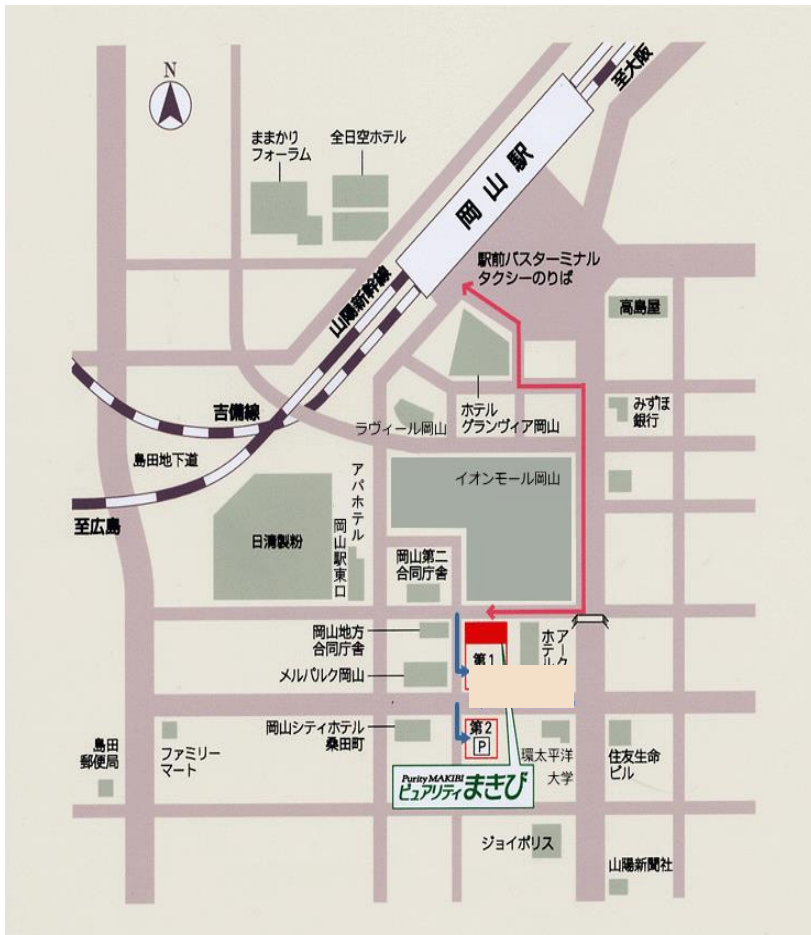 N
ままかり
フォーラム
全日空ホテル
岡山駅
至大阪
山陽新幹線
駅前バスターミナル
タクシーのりば
高島屋
吉備線
ホテル
グランヴィア岡山
みずほ
銀行
ラヴィール岡山
島田地下道
至広島
日清製粉
アパホテル
岡山駅東口
イオンモール岡山
岡山第二
合同庁舎
岡山地方
合同庁舎
メルパルク岡山
第1
アーク
ホテル
岡山シティホテル
桑田町
第2
P
島田
郵便局
ファミリー
マート
環太平洋
大学
住友生命
ビル
Purity MAKIBI
ピュアリティまきび
ジョイポリス
山陽新聞社